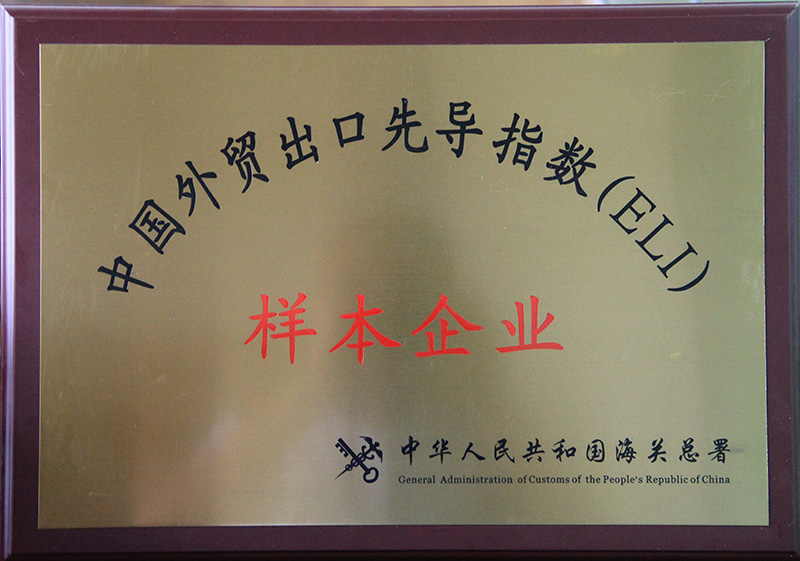 中国外贸出口先导指数(ELI)
样本企业
中华人民共和国海关总署
General Administration of Customs of the People's Republic of China